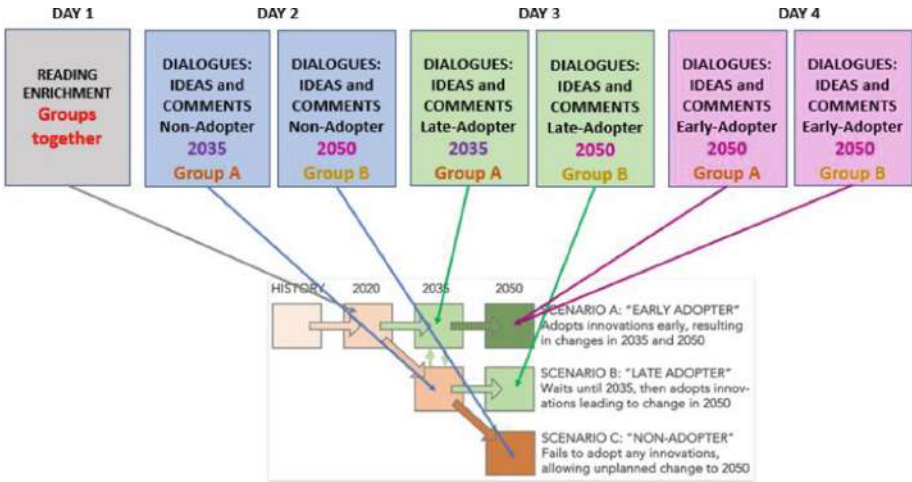 DAY 1
DAY 2
DAY 3
DAY 4
READING
ENRICHMENT
Groups
together
DIALOGUES:
IDEAS and
COMMENTS
Non-Adopter
2035
Group A
DIALOGUES:
IDEAS and
COMMENTS
Non-Adopter
2050
Group B
DIALOGUES:
IDEAS and
COMMENTS
Late-Adopter
2035
Group A
DIALOGUES:
IDEAS and
COMMENTS
Late-Adopter
2050
Group B
DIALOGUES:
IDEAS and
COMMENTS
Early-Adopter
2050
Group A
DIALOGUES:
IDEAS and
COMMENTS
Early-Adopter
2050
Group B
HISTORY
2020
2035
2050
SCENARIO A: "EARLY ADOPTER"
Adopts innovations early, resulting
in changes in 2035 and 2050
SCENARIO B: "LATE ADOPTER"
Waits until 2035, then adopts innov-
ations leading to change in 2050
SCENARIO C: "NON-ADOPTER"
Fails to adopt any innovations,
allowing unplanned change to 2050